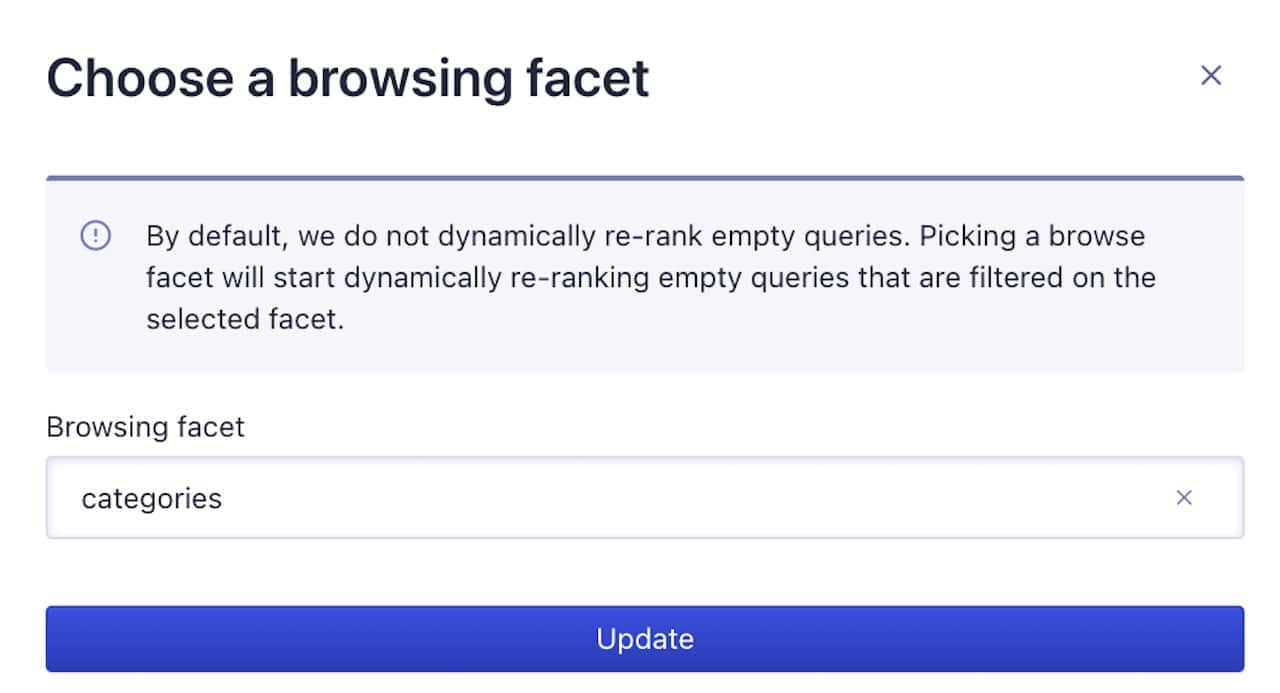 Choose a browsing facet
By default, we do not dynamically re-rank empty queries. Picking a browse
facet will start dynamically re-ranking empty queries that are filtered on the
selected facet.
Browsing facet
categories
Update